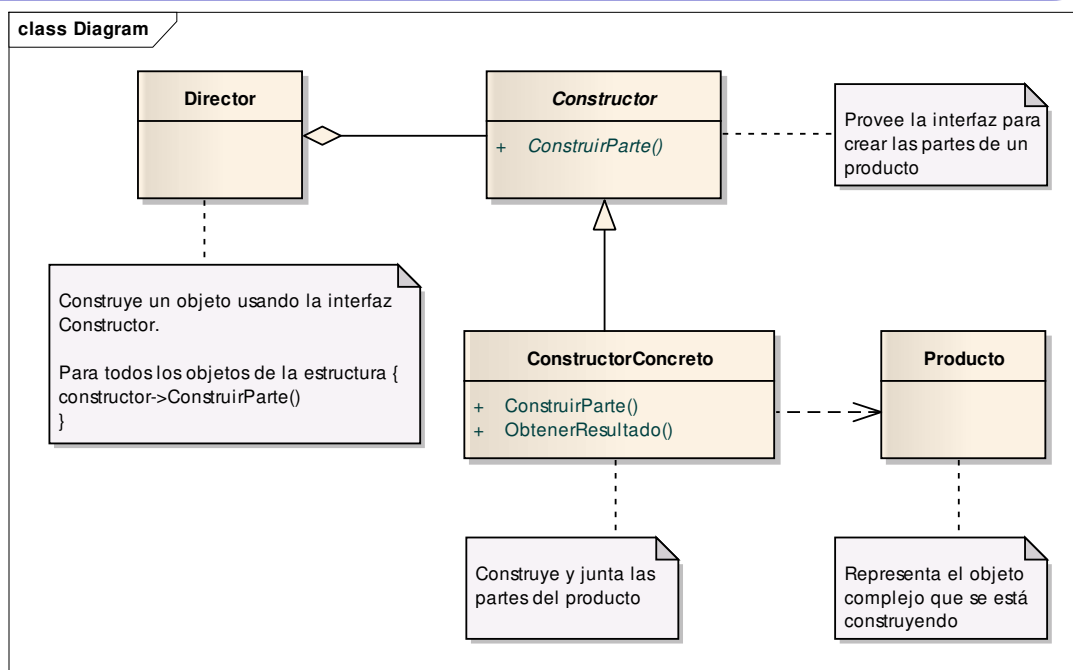 class Diagram
Director
Constructor
+ ConstruirParte()
Provee la interfaz para
crear las partes de un
producto
Construye un objeto usando la interfaz
Constructor.
Para todos los objetos de la estructura {
constructor->ConstruirParte()
}
ConstructorConcreto
+ ConstruirParte()
+ ObtenerResultado()
Producto
Construye y junta las
partes del producto
Representa el objeto
complejo que se está
construyendo